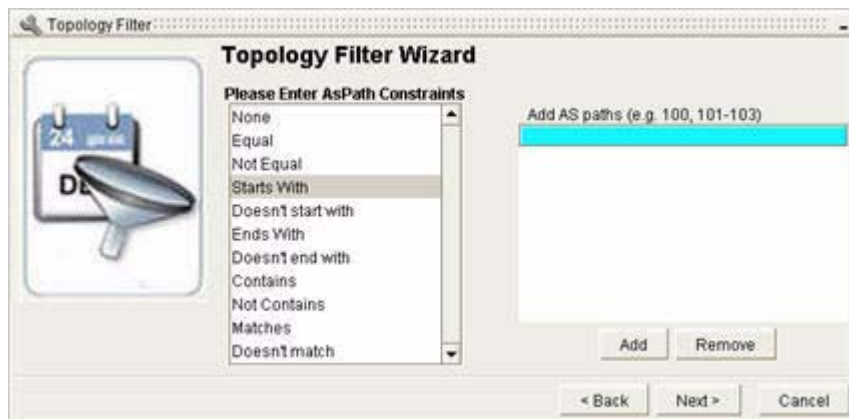 Topology Filter
Topology Filter Wizard
Please Enter AsPath Constraints
None
Equal
Not Equal
Starts With
Doesn't start with
Ends With
Doesn't end with
Contains
Not Contains
Matches
Doesn't match
Add AS paths (e.g. 100, 101-103)
Add
Remove
24
DE
< Back
Next >
Cancel